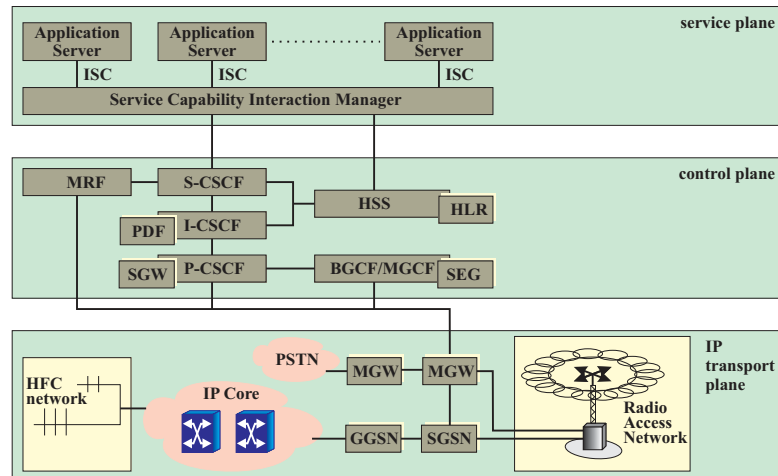 service plane
Application
Server
Application
Server
Application
Server
ISC
ISC
ISC
Service Capability Interaction Manager
control plane
MRF
S-CSCF
HSS
HLR
PDF
I-CSCF
SGW
P-CSCF
BGCF/MGCF
SEG
IP
transport
plane
HFC
network
IP Core
PSTN
MGW
MGW
GGSN
SGSN
Radio
Access
Network